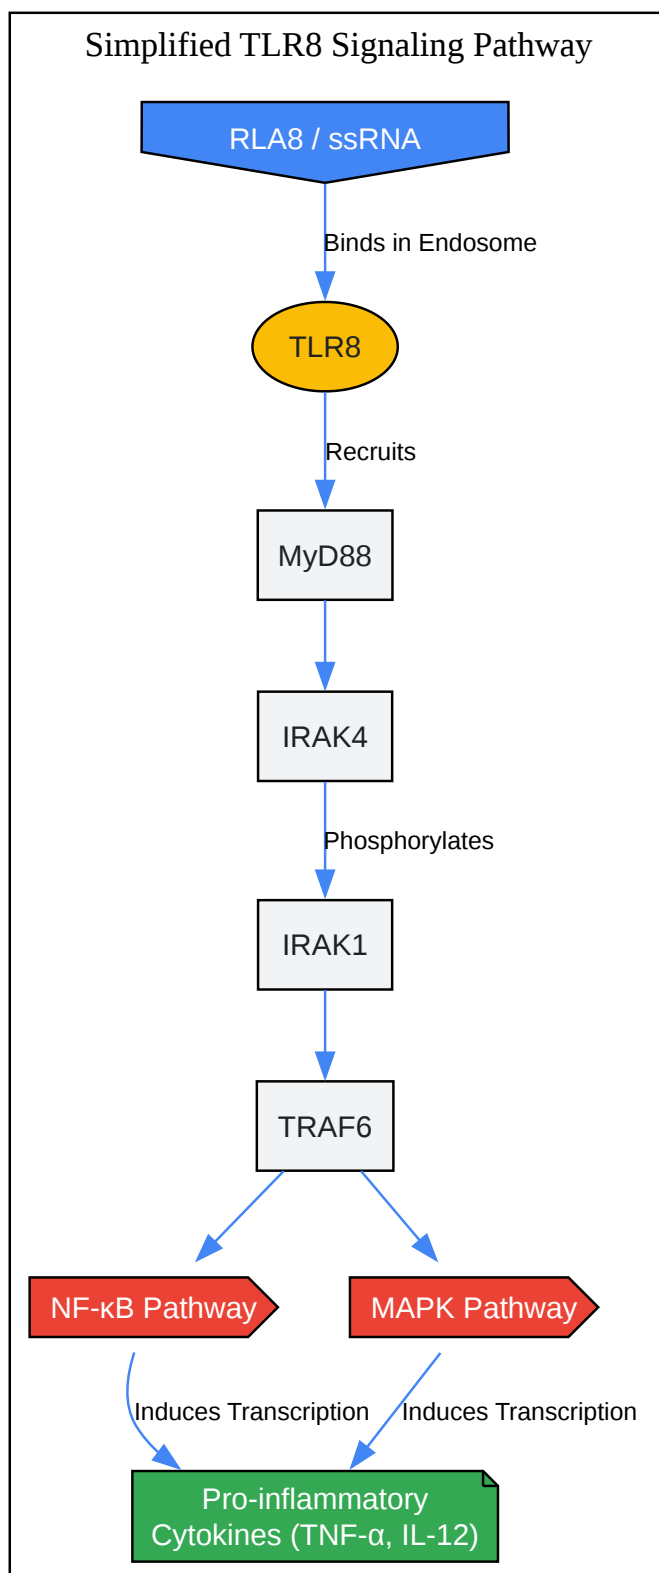 Simplified TLR8 Signaling Pathway
RLA8 / ssRNA
Binds in Endosome
TLR8
Recruits
MyD88
IRAK4
Phosphorylates
IRAK1
TRAF6
NF-κB Pathway
MAPK Pathway
Induces Transcription
Induces Transcription
Pro-inflammatory
Cytokines (TNF-α, IL-12)